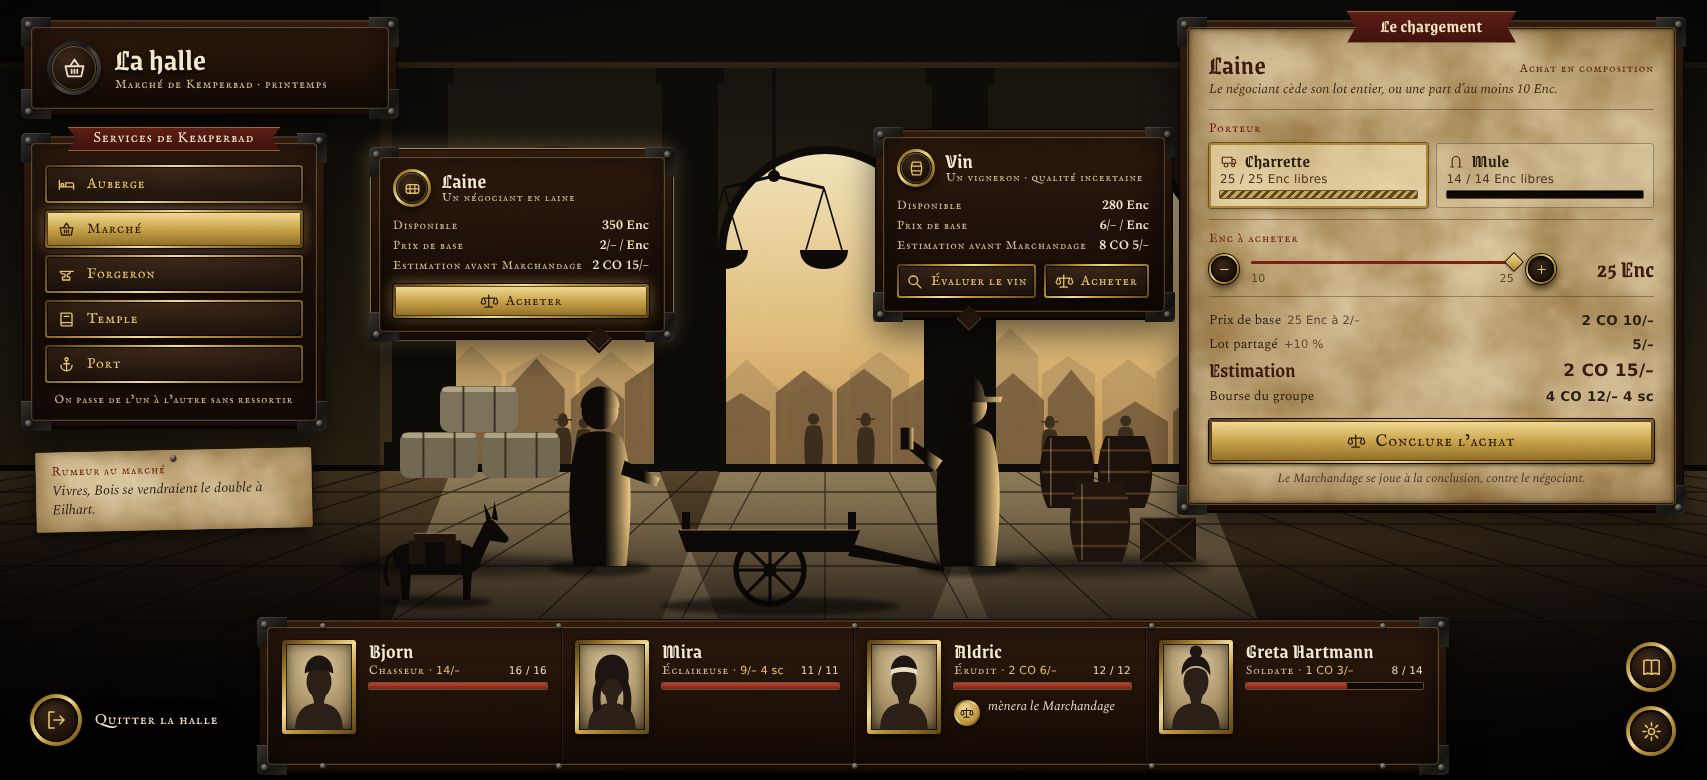 La halle
Marché de Kemperbad · printemps
Services de Kemperbad
Auberge
Marché
Forgeron
Temple
Port
On passe de l'un à l'autre sans ressortir
Rumeur au marché
Vivres, Bois se vendraient le double à
Eilhart.
Laine
Un négociant en laine
Disponible 350 Enc
Prix de base 2/– / Enc
Estimation avant Marchandage 2 CO 15/–
Acheter
Vin
Un vigneron · qualité incertaine
Disponible 280 Enc
Prix de base 6/– / Enc
Estimation avant Marchandage 8 CO 5/–
Évaluer le vin Acheter
Le chargement
Laine Achat en composition
Le négociant cède son lot entier, ou une part d'au moins 10 Enc.
Porteur
Charrette
25 / 25 Enc libres
Mule
14 / 14 Enc libres
Enc à acheter
− + 25 Enc
10 25
Prix de base 25 Enc à 2/– 2 CO 10/–
Lot partagé +10 % 5/–
Estimation 2 CO 15/–
Bourse du groupe 4 CO 12/– 4 sc
Conclure l'achat
Le Marchandage se joue à la conclusion, contre le négociant.
Quitter la halle
Bjorn
Chasseur · 14/– 16 / 16
Mira
Éclaireuse · 9/– 4 sc 11 / 11
Aldric
Érudit · 2 CO 6/– 12 / 12
mènera le Marchandage
Greta Hartmann
Soldate · 1 CO 3/– 8 / 14